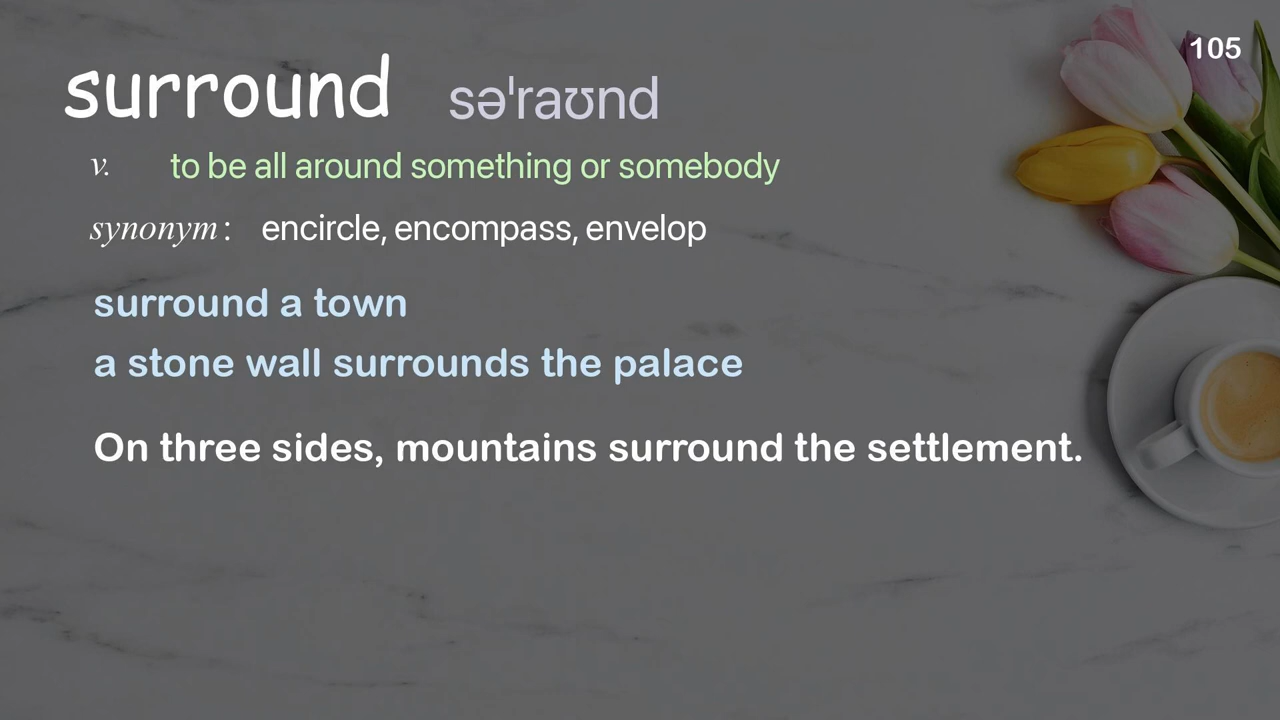 105
surround səˈraʊnd
v. to be all around something or somebody
synonym: encircle, encompass, envelop
surround a town
a stone wall surrounds the palace
On three sides, mountains surround the settlement.